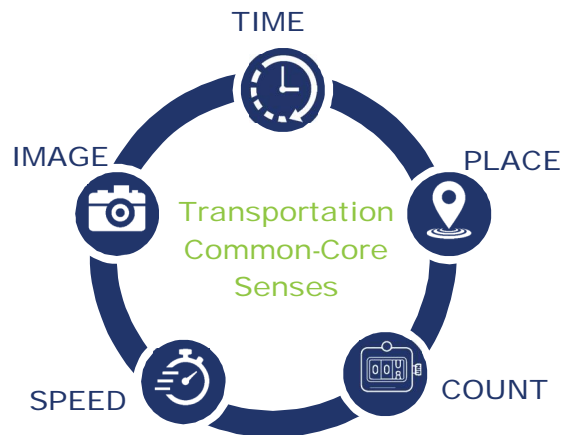 TIME
IMAGE
PLACE
Transportation
Common-Core
Senses
SPEED
COUNT